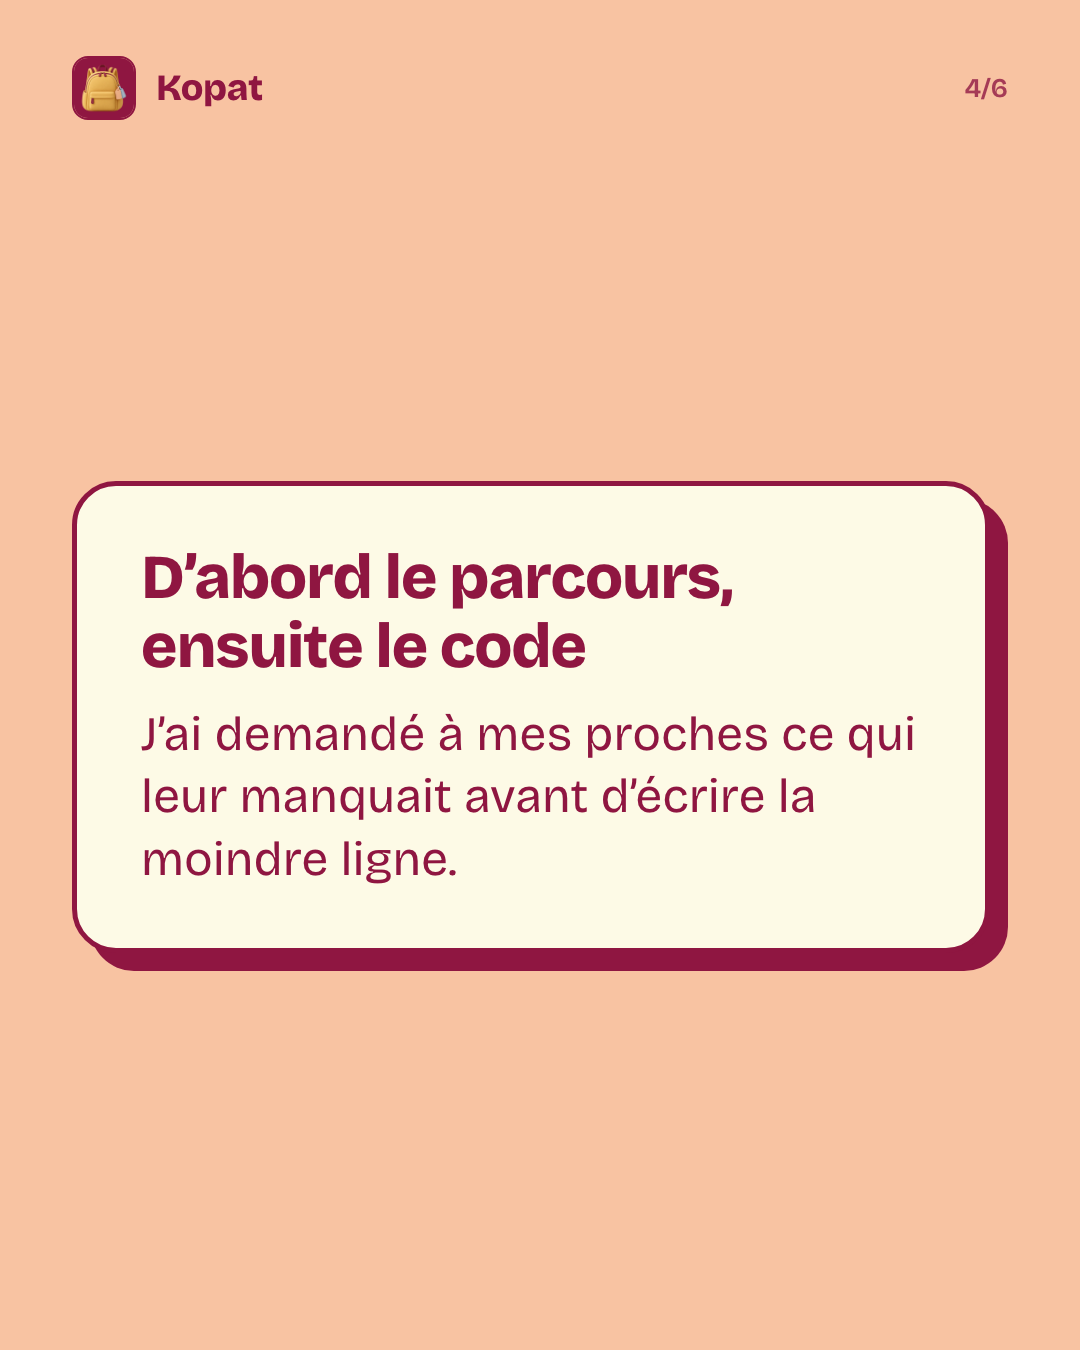 Kopat
4/6
D’abord le parcours,
ensuite le code
J’ai demandé à mes proches ce qui
leur manquait avant d’écrire la
moindre ligne.